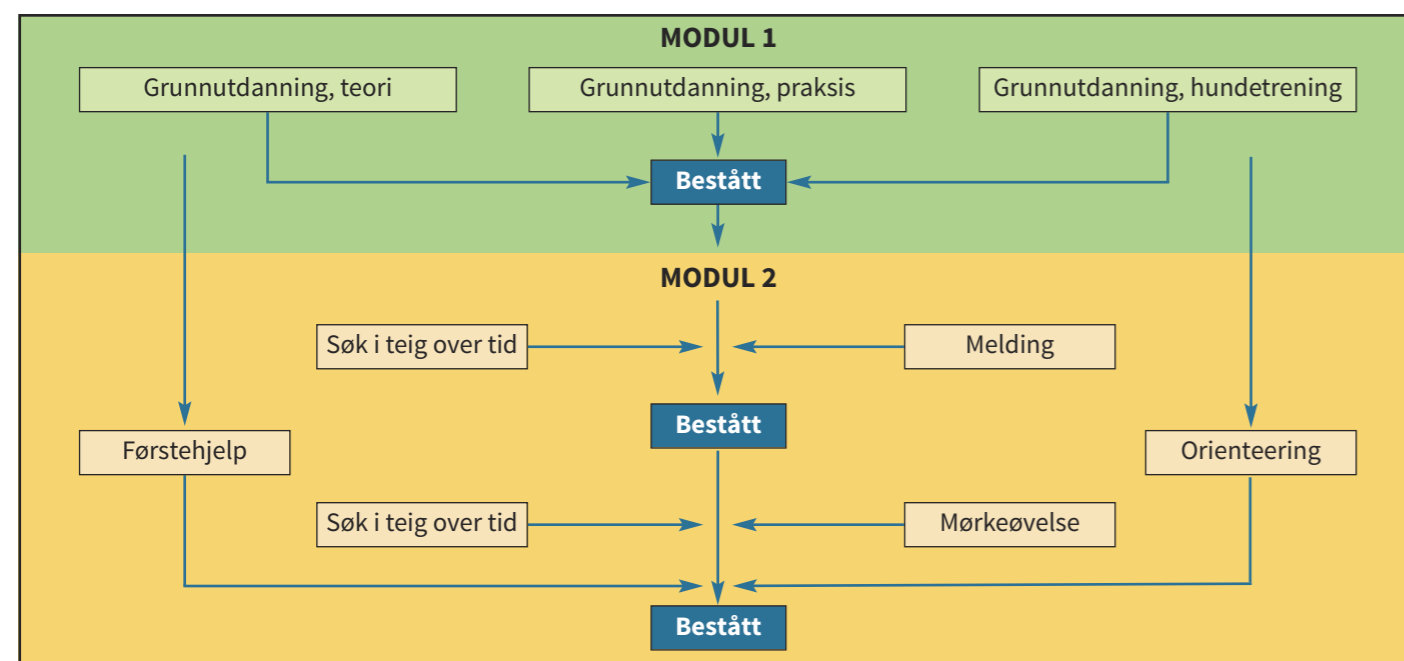 MODUL 1
Grunnutdanning, teori
Grunnutdanning, praksis
Grunnutdanning, hundetrening
Bestått
MODUL 2
Søk i teig over tid
Melding
Bestått
Førstehjelp
Orienteering
Søk i teig over tid
Mørkeøvelse
Bestått